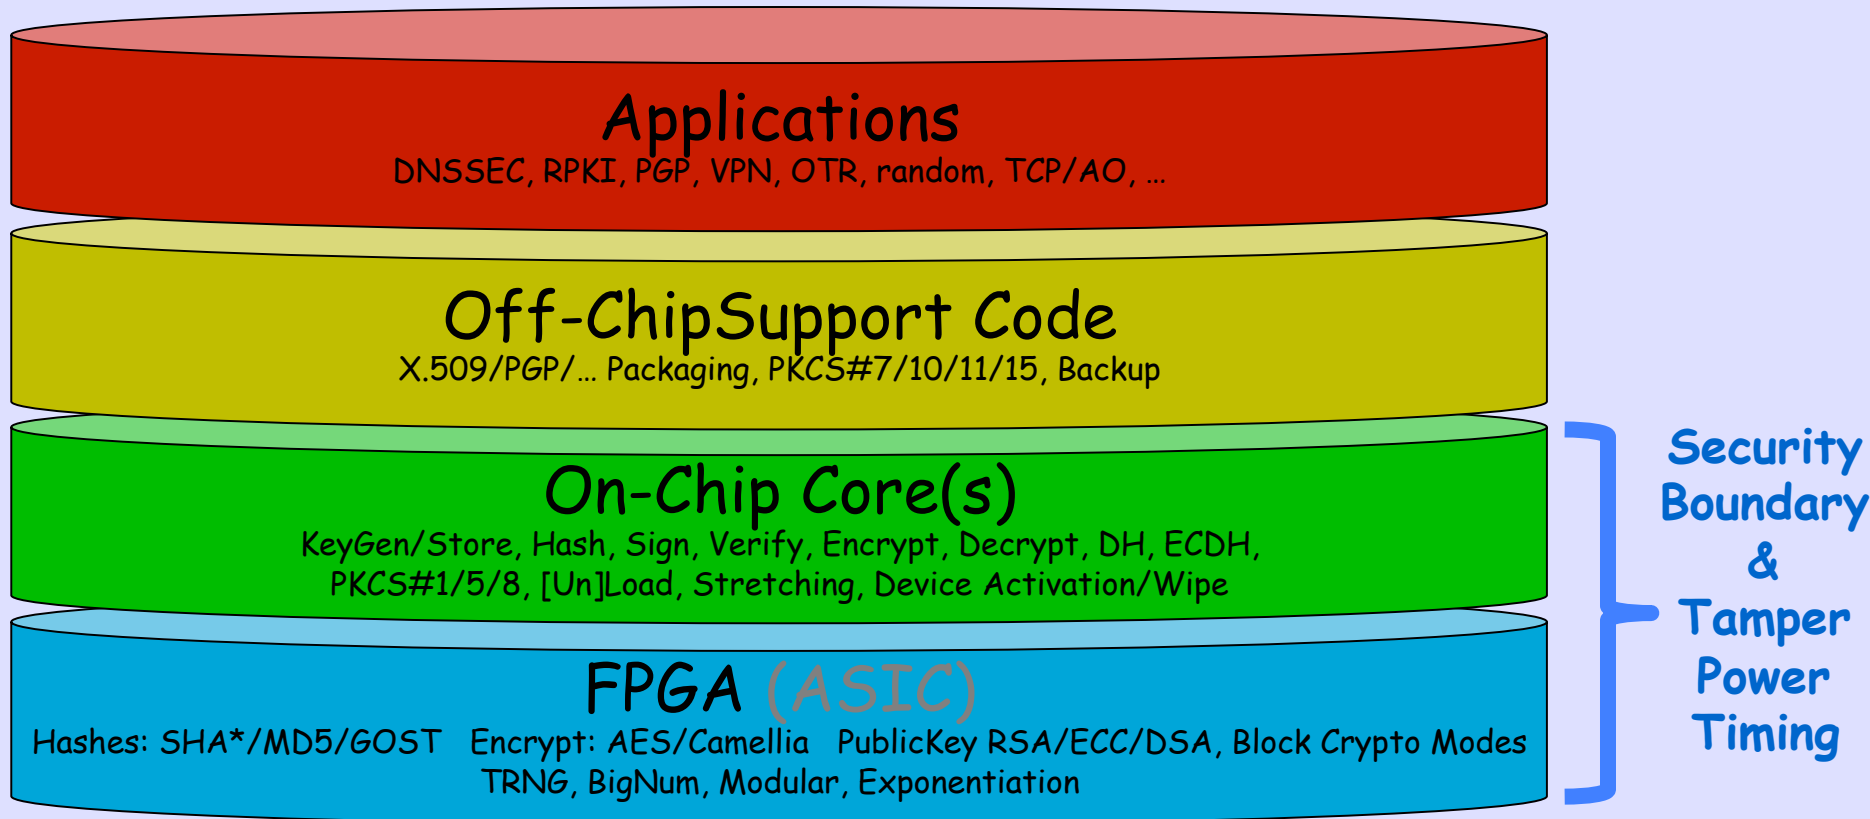 Applications
DNSSEC, RPKI, PGP, VPN, OTR, random, TCP/AO, …
Off-ChipSupport Code
X.509/PGP/… Packaging, PKCS#7/10/11/15, Backup
On-Chip Core(s)
KeyGen/Store, Hash, Sign, Verify, Encrypt, Decrypt, DH, ECDH,
PKCS#1/5/8, [Un]Load, Stretching, Device Activation/Wipe
FPGA (ASIC)
Hashes: SHA*/MD5/GOST Encrypt: AES/Camellia PublicKey RSA/ECC/DSA, Block Crypto Modes
TRNG, BigNum, Modular, Exponentiation
Security
Boundary
&
Tamper
Power
Timing